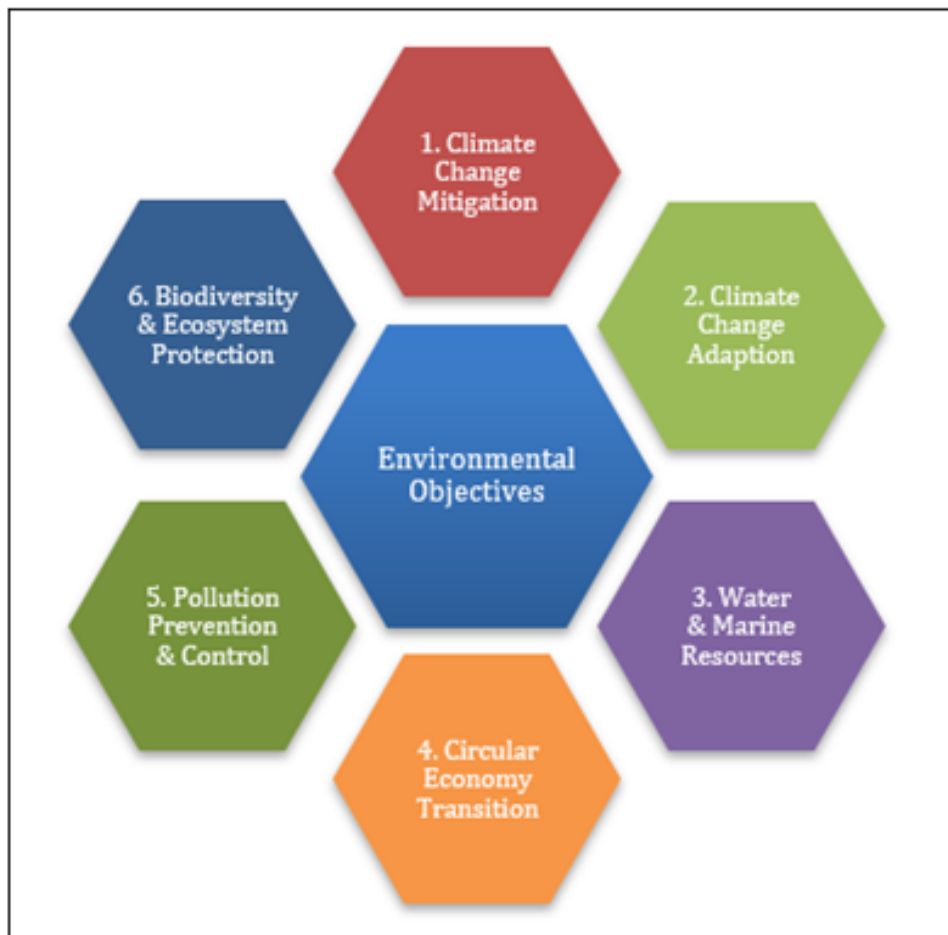 1. Climate
Change
Mitigation
2. Climate
Change
Adaption
3. Water
& Marine
Resources
4. Circular
Economy
Transition
5. Pollution
Prevention
& Control
6. Biodiversity
& Ecosystem
Protection
Environmental
Objectives